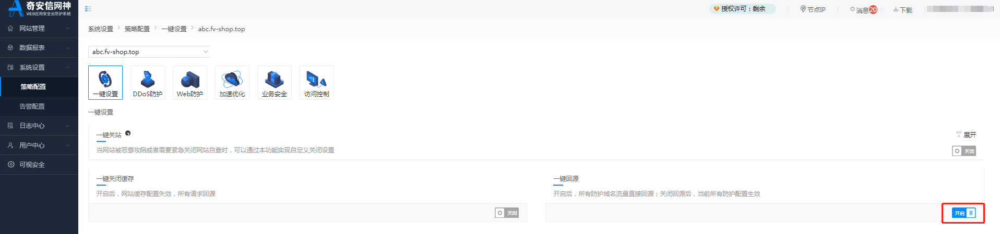 奇安信网神
WEB应用安全云防护系统
授权许可：剩余
节点IP
消息20
下载
网站管理
数据报表
系统设置
策略配置
告警配置
日志中心
用户中心
可视安全
系统设置 > 策略配置 > 一键设置 > abc.fv-shop.top
abc.fv-shop.top
一键设置
DDoS防护
Web防护
加速优化
业务安全
访问控制
一键设置
一键关站
展开
当网站被恶意攻陷或者需要紧急关闭网站自查时，可以通过本功能实现自定义关闭设置
关闭
一键关闭缓存
开启后，网站缓存配置失效，所有请求回源
关闭
一键回源
开启后，所有防护域名流量直接回源；关闭回源后，当前所有防护配置生效
开启